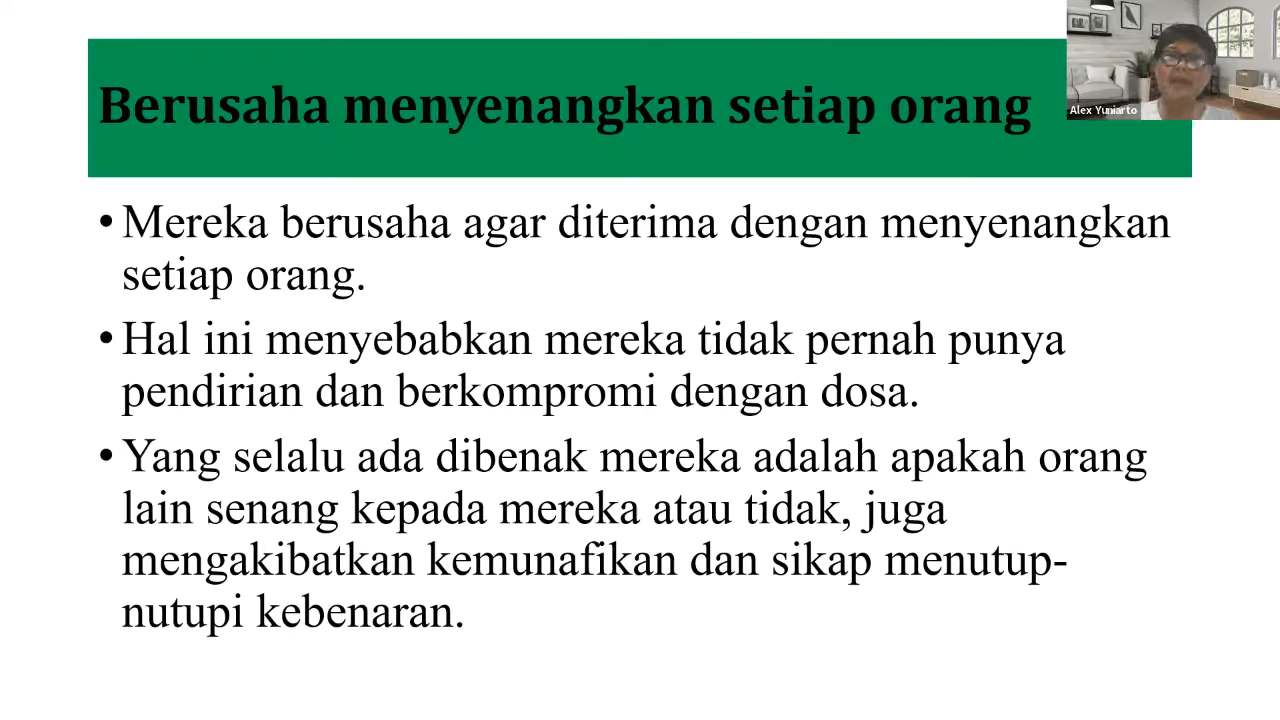 Berusaha menyenangkan setiap orang
Alex Yuniarto
• Mereka berusaha agar diterima dengan menyenangkan
setiap orang.
• Hal ini menyebabkan mereka tidak pernah punya
pendirian dan berkompromi dengan dosa.
• Yang selalu ada dibenak mereka adalah apakah orang
lain senang kepada mereka atau tidak, juga
mengakibatkan kemunafikan dan sikap menutup-
nutupi kebenaran.